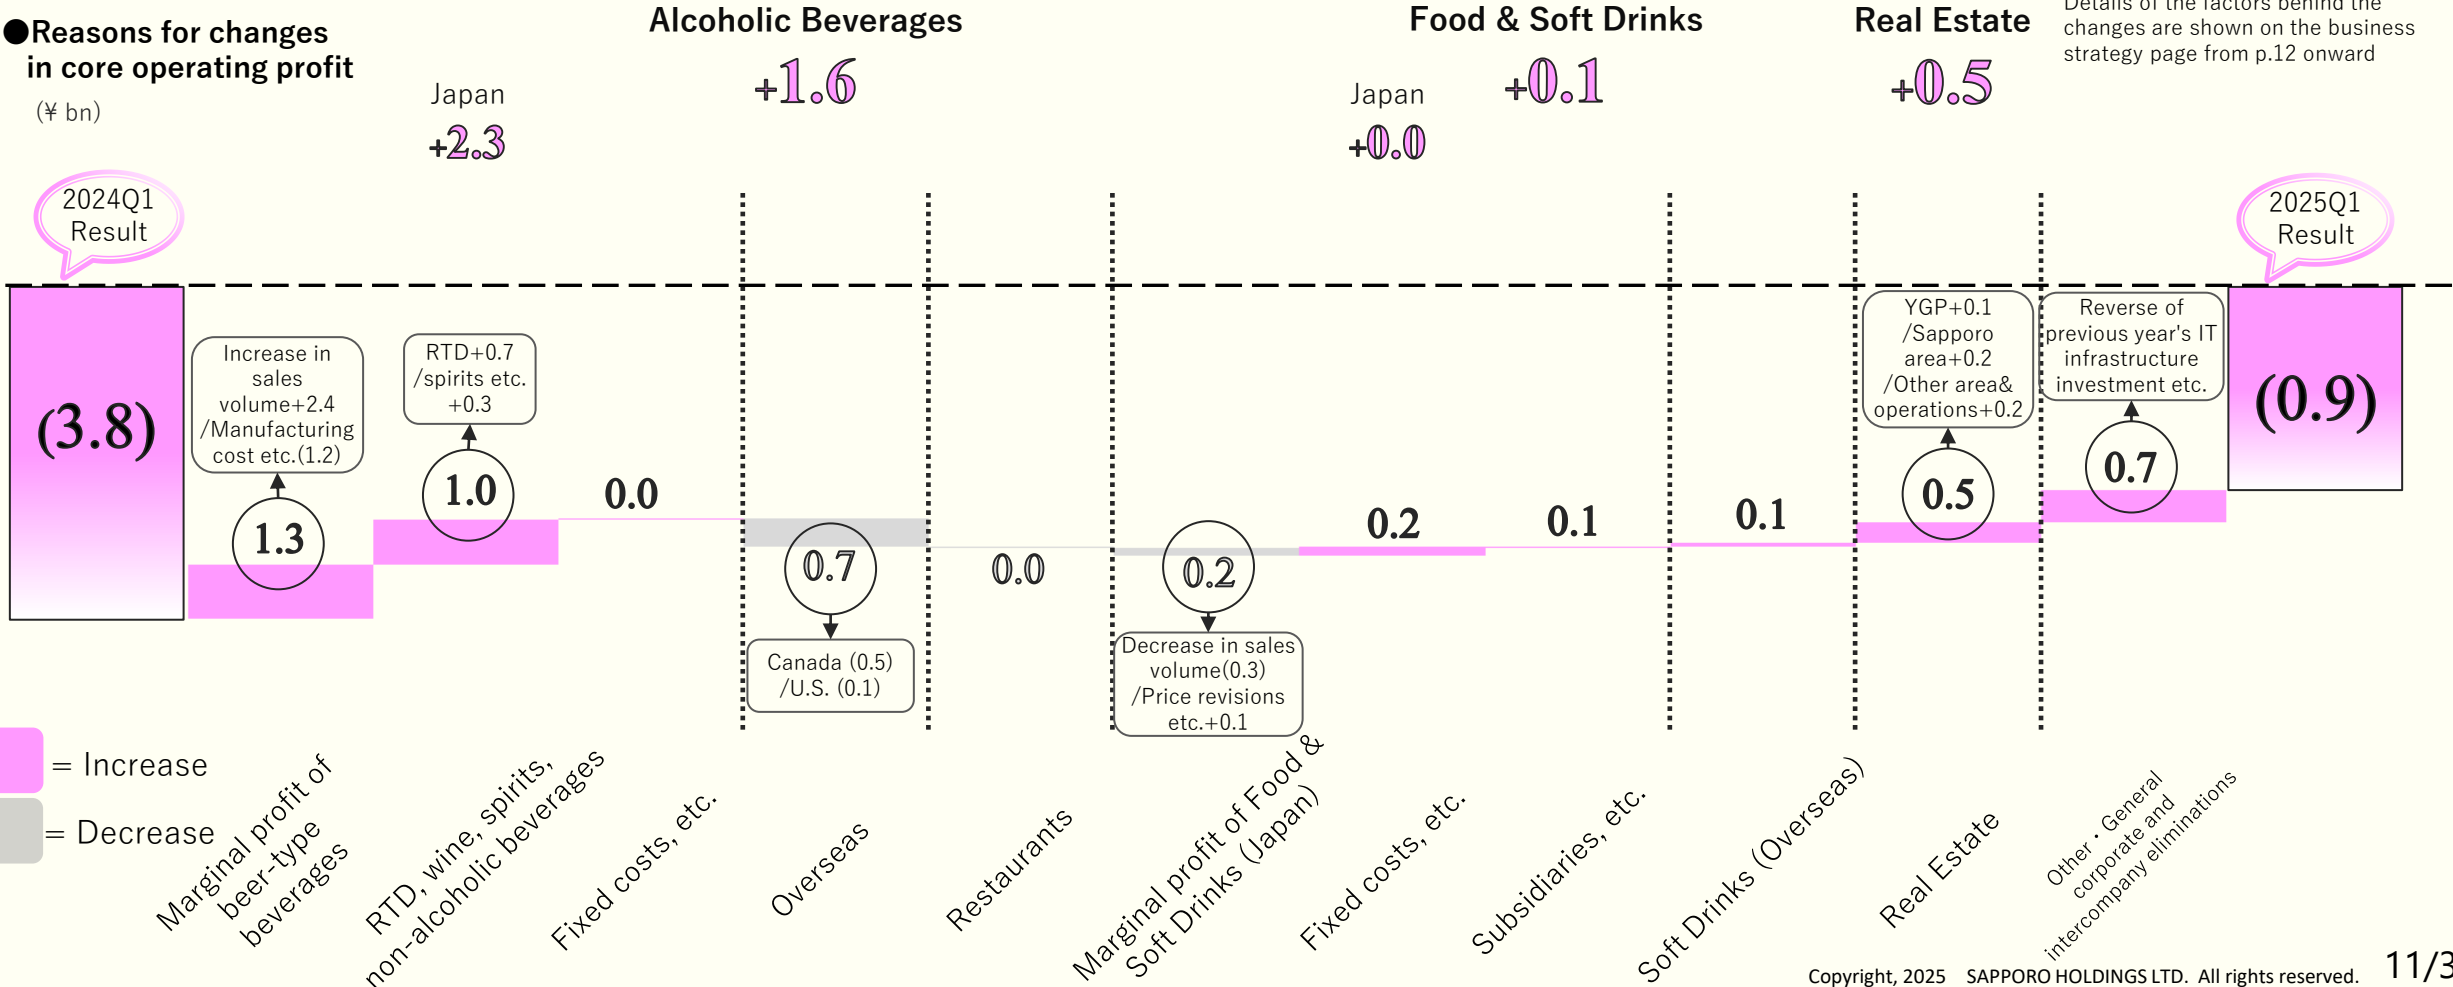 ●Reasons for changes
in core operating profit
(¥ bn)
Alcoholic Beverages
+1.6
Japan
+2.3
Food & Soft Drinks
+0.1
Japan
+0.0
Real Estate
+0.5
Details of the factors behind the
changes are shown on the business
strategy page from p.12 onward
2024Q1
Result
2025Q1
Result
(3.8)
Increase in
sales
volume+2.4
/Manufacturing
cost etc.(1.2)
1.3
RTD+0.7
/spirits etc.
+0.3
1.0
0.0
0.7
Canada (0.5)
/U.S. (0.1)
0.0
0.2
Decrease in sales
volume(0.3)
/Price revisions
etc.+0.1
0.2
0.1
0.1
YGP+0.1
/Sapporo
area+0.2
/Other area&
operations+0.2
0.5
Reverse of
previous year's IT
infrastructure
investment etc.
0.7
(0.9)
= Increase
= Decrease
Marginal profit of
beer-type
beverages
RTD, wine, spirits,
non-alcoholic beverages
Fixed costs, etc.
Overseas
Restaurants
Marginal profit of Food &
Soft Drinks (Japan)
Fixed costs, etc.
Subsidiaries, etc.
Soft Drinks (Overseas)
Real Estate
Other・General
corporate and
intercompany eliminations
Copyright, 2025 SAPPORO HOLDINGS LTD. All rights reserved.
11/3